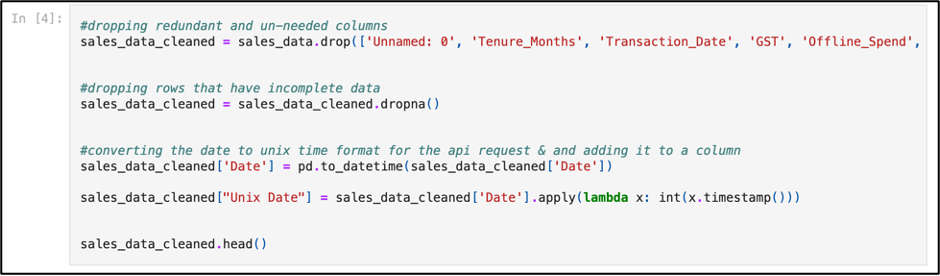 In [4]:
#dropping redundant and un-needed columns
sales_data_cleaned = sales_data.drop(['Unnamed: 0', 'Tenure_Months', 'Transaction_Date', 'GST', 'Offline_Spend',
#dropping rows that have incomplete data
sales_data_cleaned = sales_data_cleaned.dropna()
#converting the date to unix time format for the api request & and adding it to a column
sales_data_cleaned['Date'] = pd.to_datetime(sales_data_cleaned['Date'])
sales_data_cleaned["Unix Date"] = sales_data_cleaned['Date'].apply(lambda x: int(x.timestamp()))
sales_data_cleaned.head()